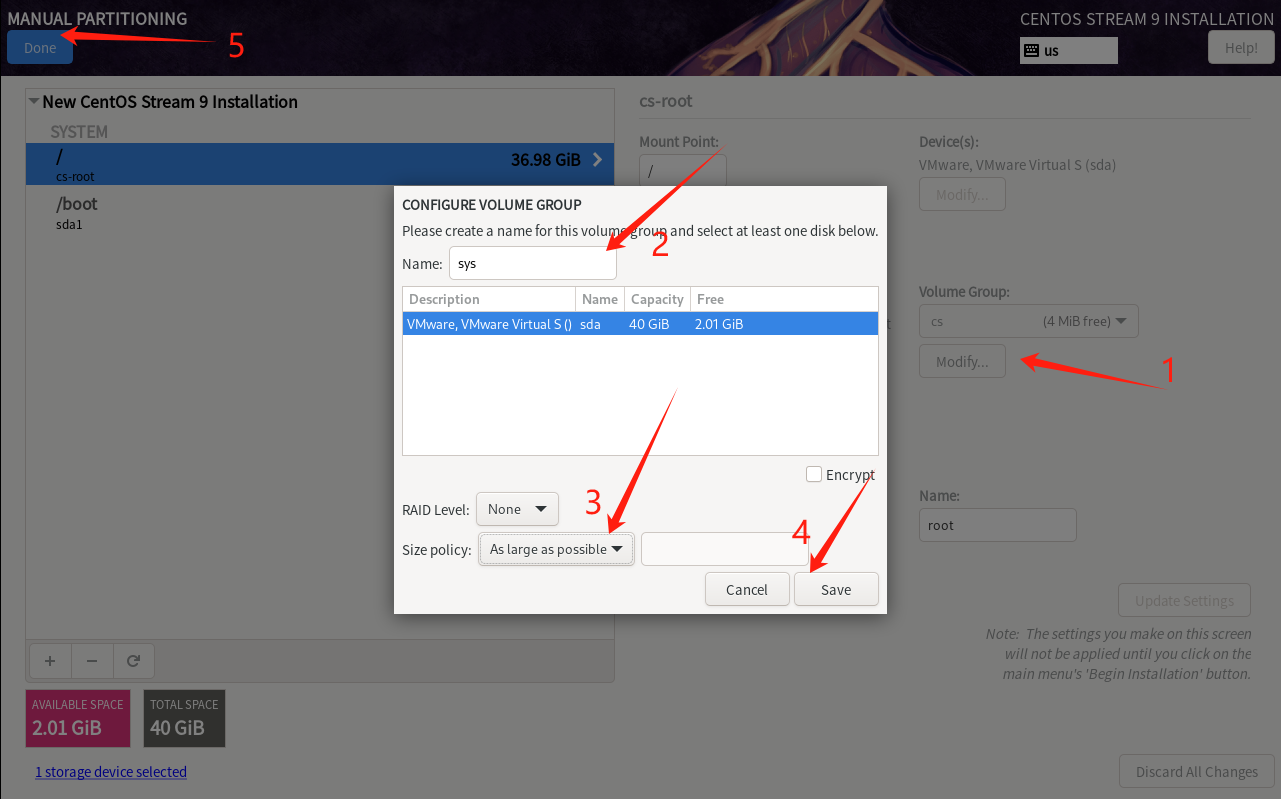 MANUAL PARTITIONING
CENTOS STREAM 9 INSTALLATION
Done
5
us
Help!
New CentOS Stream 9 Installation
SYSTEM
/
36.98 GiB
cs-root
/boot
sda1
cs-root
Mount Point:
/
Device(s):
VMware, VMware Virtual S (sda)
Modify...
Volume Group:
cs (4 MiB free)
Modify...
1
Name:
root
Update Settings
Note: The settings you make on this screen
will not be applied until you click on the
main menu's 'Begin Installation' button.
CONFIGURE VOLUME GROUP
Please create a name for this volume group and select at least one disk below.
2
Name: sys
Description Name Capacity Free
VMware, VMware Virtual S () sda 40 GiB 2.01 GiB
Encrypt
3
RAID Level: None
4
Size policy: As large as possible
Cancel Save
+ −
AVAILABLE SPACE
2.01 GiB
TOTAL SPACE
40 GiB
1 storage device selected
Discard All Changes